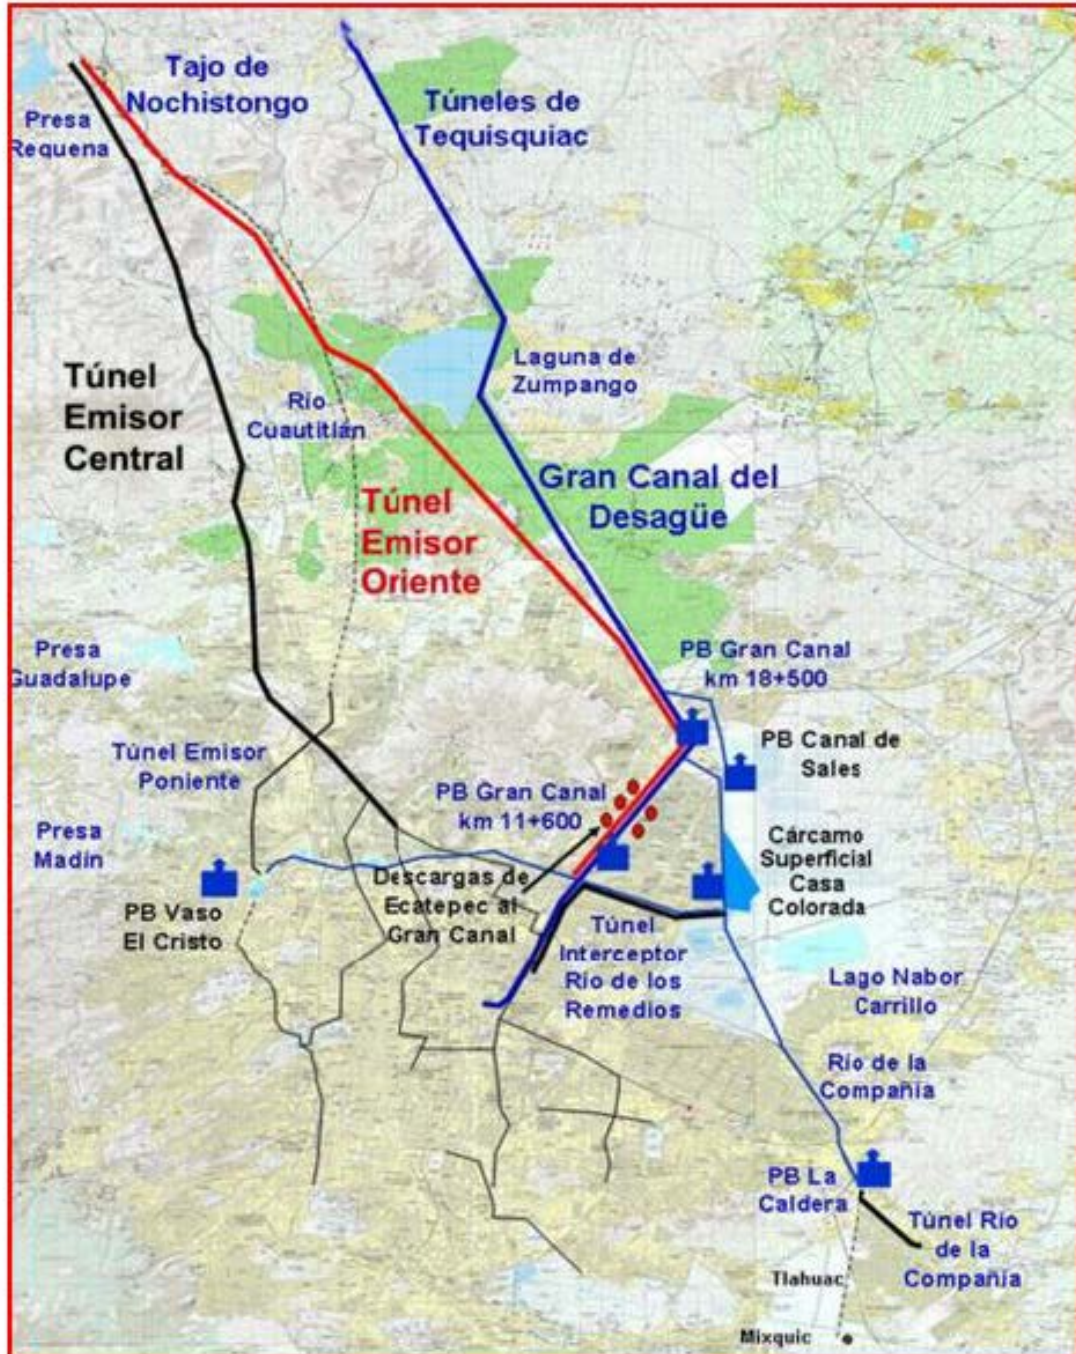 Tajo de
Nochistongo
Túneles de
Tequisquiac
Presa
Requena
Laguna de
Zumpango
Túnel
Emisor
Central
Río
Cuautitlán
Gran Canal del
Desagüe
Túnel
Emisor
Oriente
Presa
Guadalupe
PB Gran Canal
km 18+500
Túnel Emisor
Poniente
PB Canal de
Sales
PB Gran Canal
km 11+600
Presa
Madín
Cárcamo
Superficial
Casa
Colorada
Descargas de
Ecatepec al
Gran Canal
PB Vaso
El Cristo
Túnel
Interceptor
Río de los
Remedios
Lago Nabor
Carrillo
Río de la
Compañía
PB La
Caldera
Túnel Río
de la
Compañía
Tlahuac
Mixquic